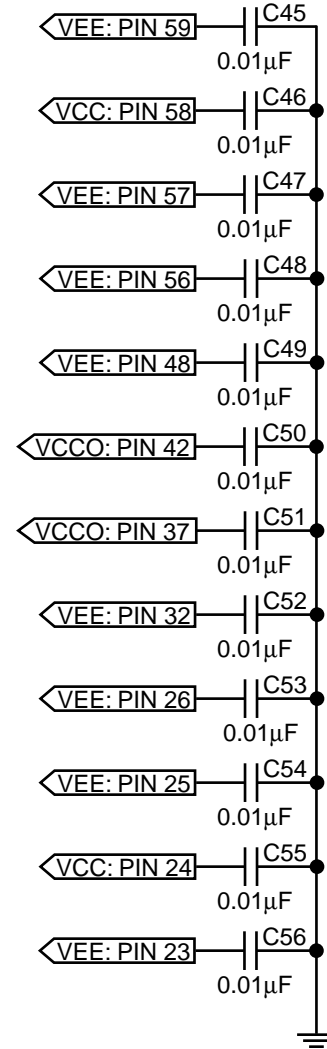 VEE: PIN 59 C45
0.01μF
VCC: PIN 58 C46
0.01μF
VEE: PIN 57 C47
0.01μF
VEE: PIN 56 C48
0.01μF
VEE: PIN 48 C49
0.01μF
VCCO: PIN 42 C50
0.01μF
VCCO: PIN 37 C51
0.01μF
VEE: PIN 32 C52
0.01μF
VEE: PIN 26 C53
0.01μF
VEE: PIN 25 C54
0.01μF
VCC: PIN 24 C55
0.01μF
VEE: PIN 23 C56
0.01μF